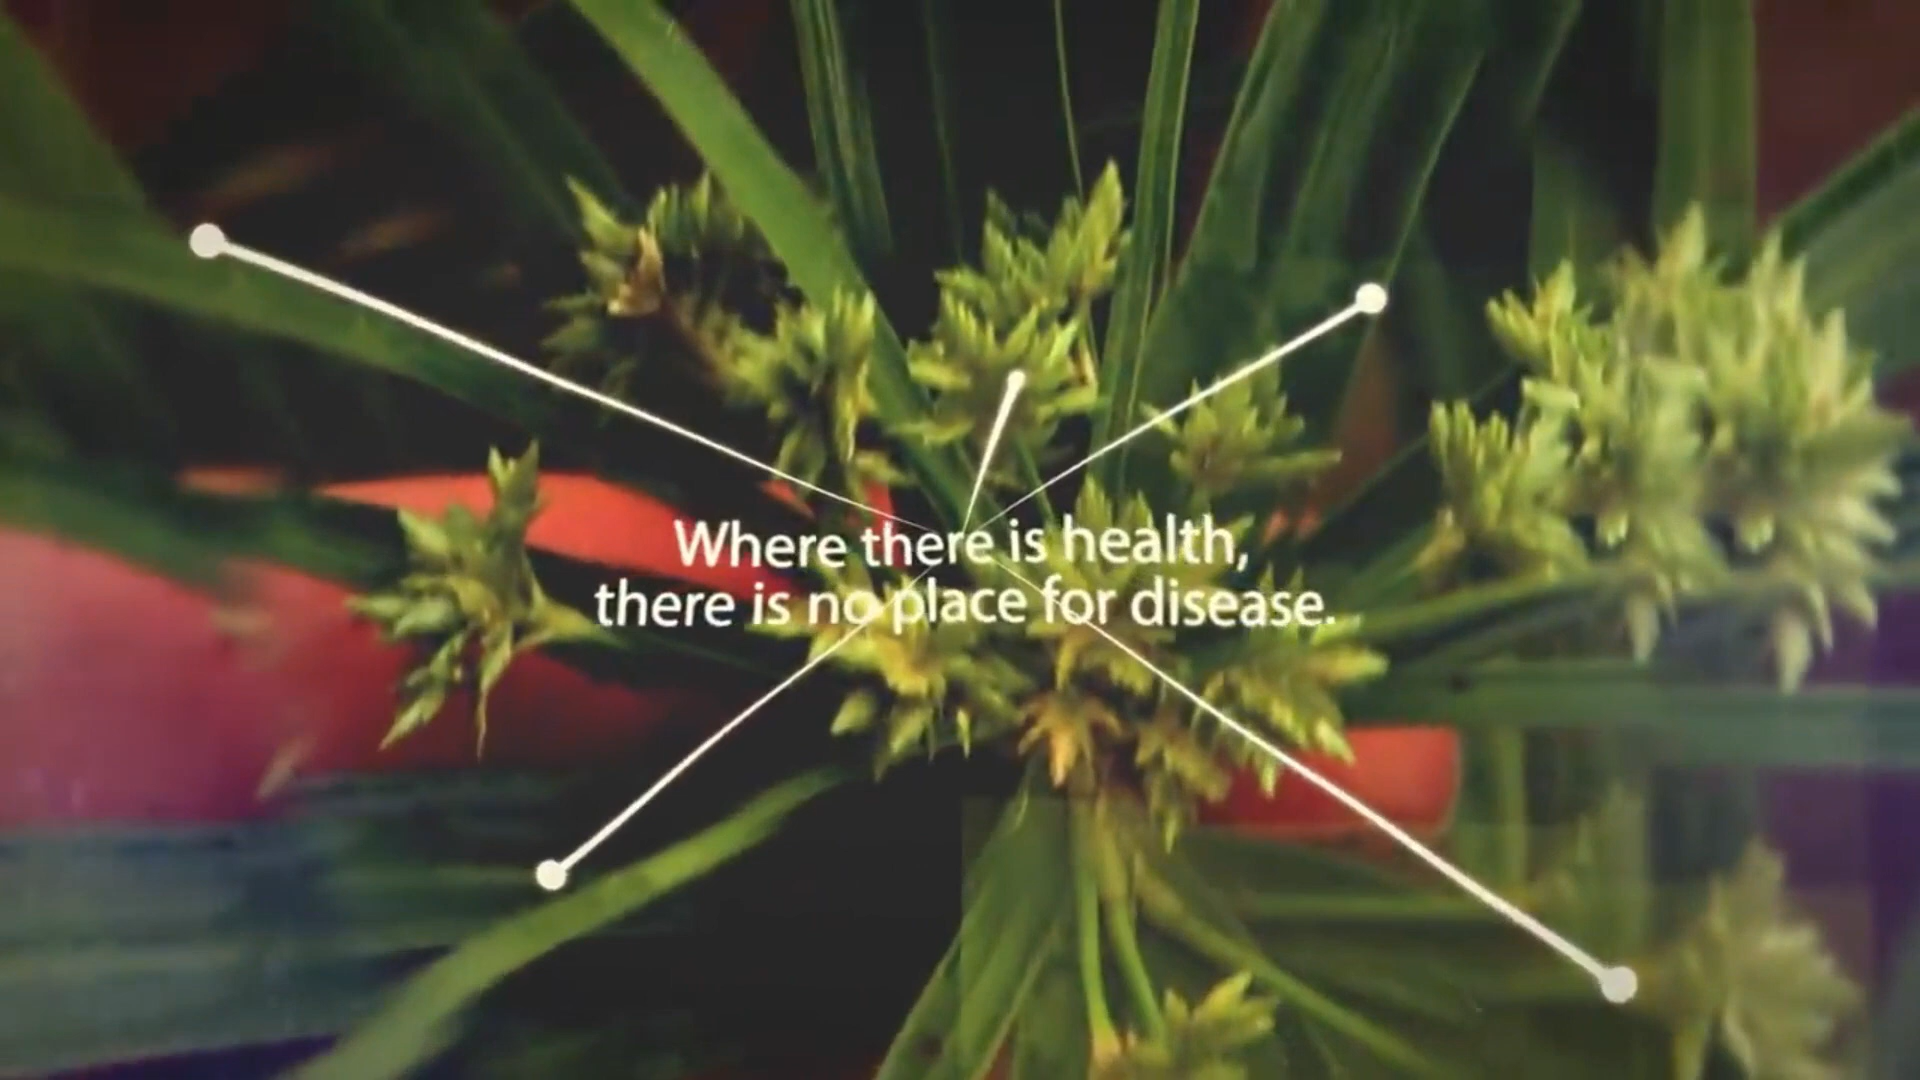 Where there is health,
there is no place for disease.